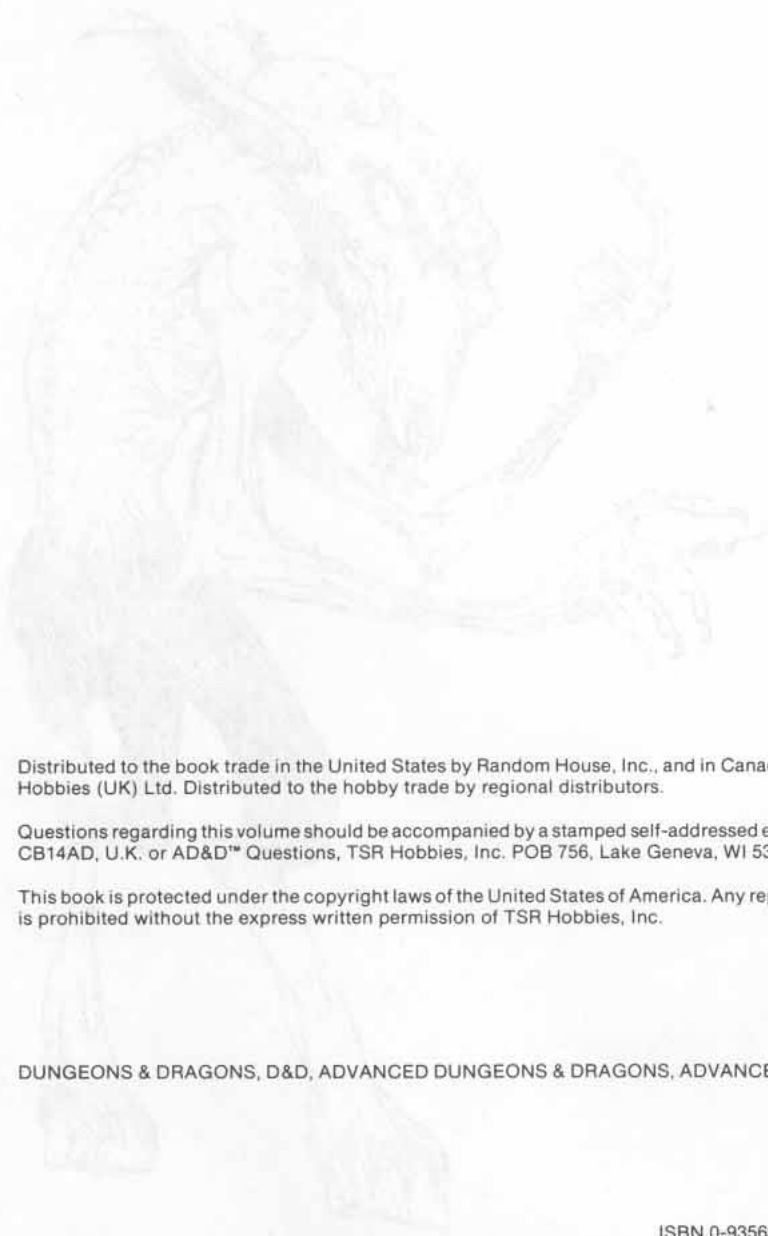 Distributed to the book trade in the United States by Random House, Inc., and in Cana
Hobbies (UK) Ltd. Distributed to the hobby trade by regional distributors.
Questions regarding this volume should be accompanied by a stamped self-addressed e
CB14AD, U.K. or AD&D™ Questions, TSR Hobbies, Inc. POB 756, Lake Geneva, WI 53
This book is protected under the copyright laws of the United States of America. Any rep
is prohibited without the express written permission of TSR Hobbies, Inc.
DUNGEONS & DRAGONS, D&D, ADVANCED DUNGEONS & DRAGONS, ADVANCE
ISBN 0-9356